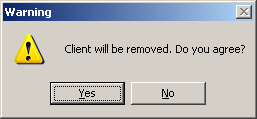 Warning
Client will be removed. Do you agree?
Yes No